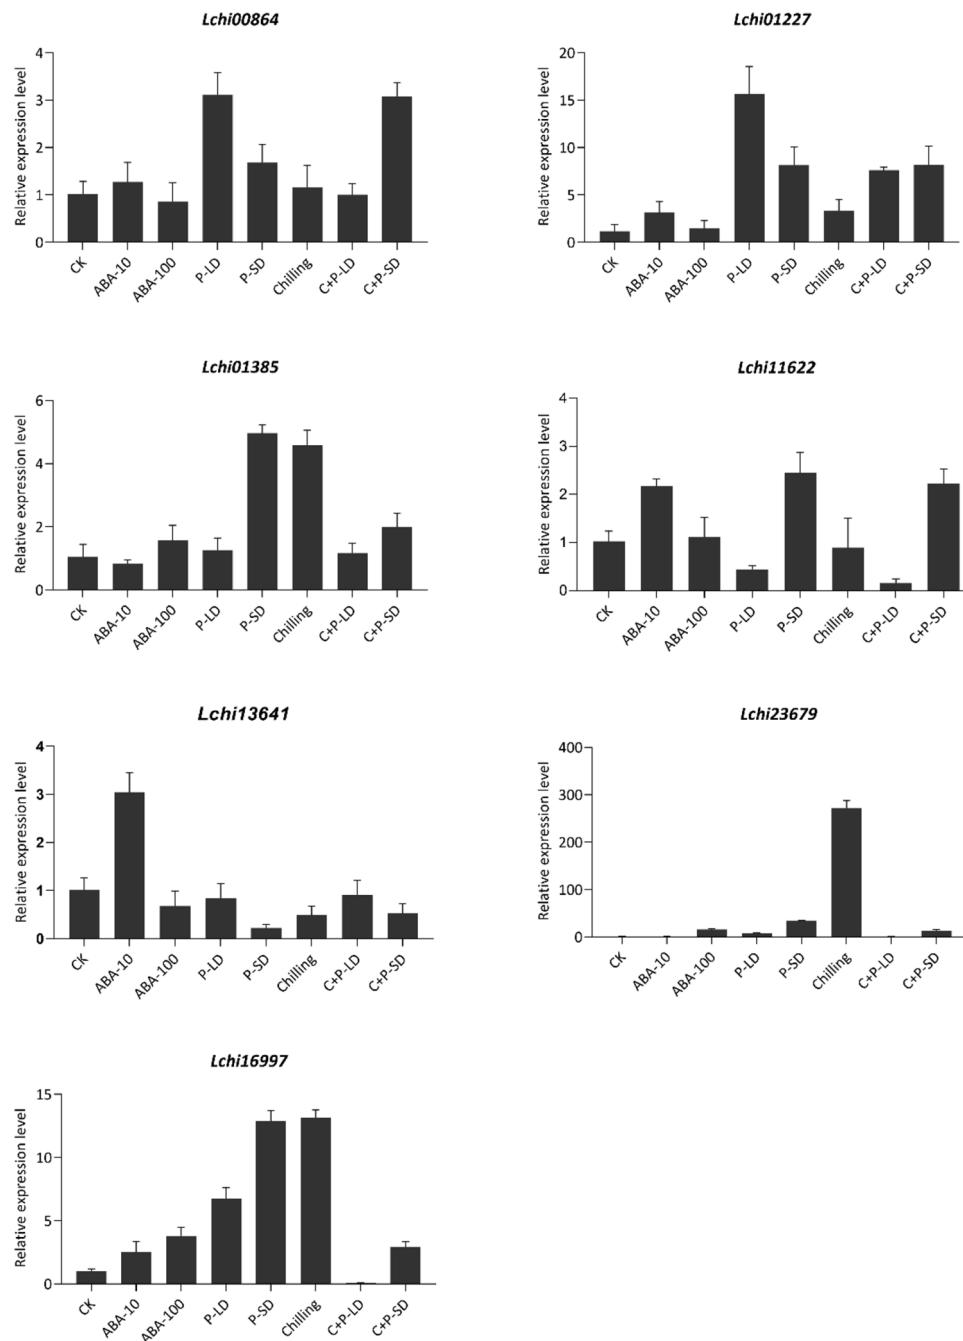 Lchi00864
Relative expression level
4
3
2
1
0
CK
ABA-10
ABA-100
P-LD
P-SD
Chilling
C+P-LD
C+P-SD
Lchi01227
Relative expression level
20
15
10
5
0
CK
ABA-10
ABA-100
P-LD
P-SD
Chilling
C+P-LD
C+P-SD
Lchi01385
Relative expression level
6
4
2
0
CK
ABA-10
ABA-100
P-LD
P-SD
Chilling
C+P-LD
C+P-SD
Lchi11622
Relative expression level
4
3
2
1
0
CK
ABA-10
ABA-100
P-LD
P-SD
Chilling
C+P-LD
C+P-SD
Lchi13641
Relative expression level
4
3
2
1
0
CK
ABA-10
ABA-100
P-LD
P-SD
Chilling
C+P-LD
C+P-SD
Lchi23679
Relative expression level
400
300
200
100
0
CK
ABA-10
ABA-100
P-LD
P-SD
Chilling
C+P-LD
C+P-SD
Lchi16997
Relative expression level
15
10
5
0
CK
ABA-10
ABA-100
P-LD
P-SD
Chilling
C+P-LD
C+P-SD